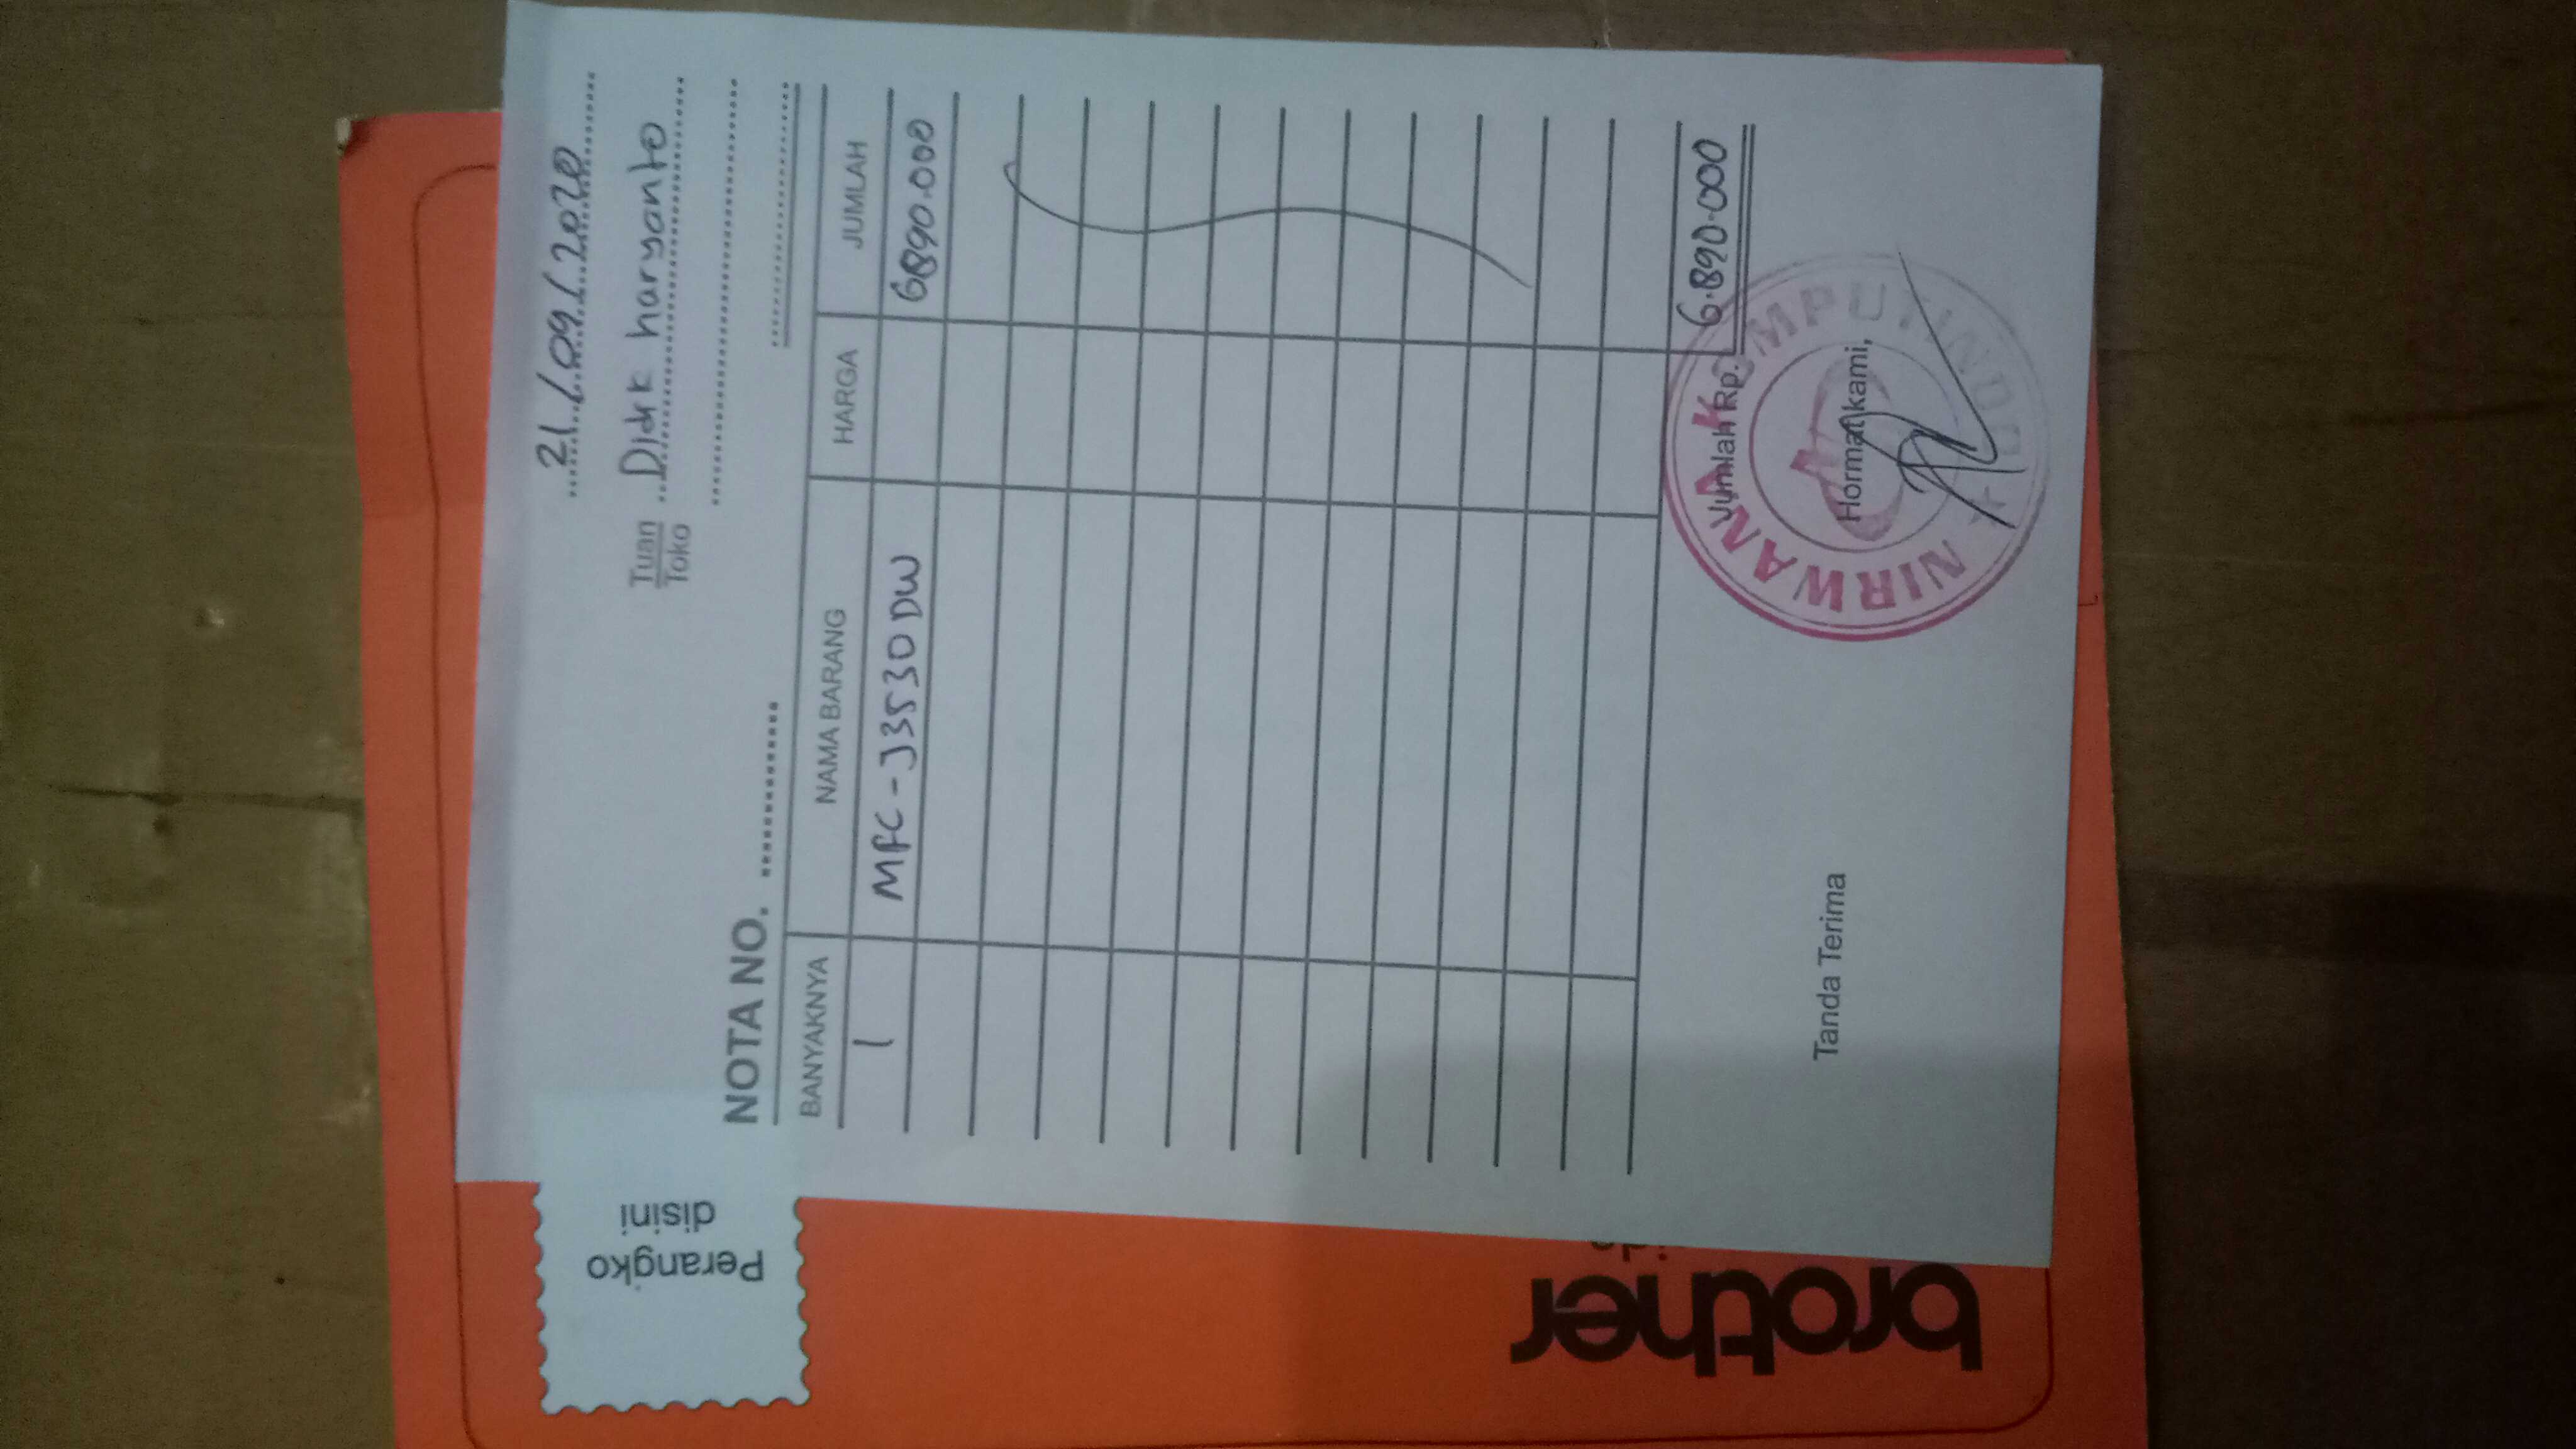 21/09/2020
Tuan Didik haryanto
Toko
NOTA NO.
BANYAKNYA NAMA BARANG HARGA JUMLAH
1 MFC-J3530DW 6890.000
Jumlah Rp. 6.890.000
Tanda Terima Hormat kami,
NIRWANA KOMPUTINDO
Perangko
disini
brother